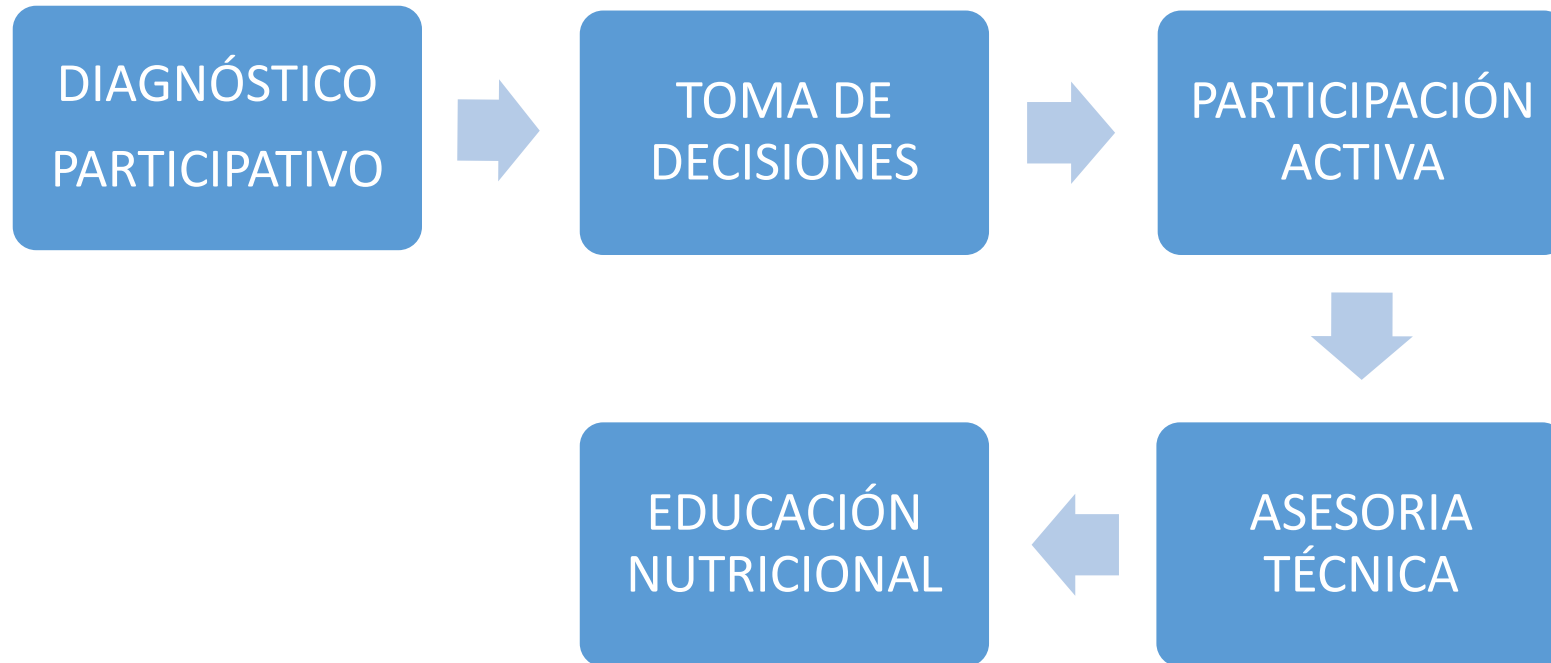 DIAGNÓSTICO
PARTICIPATIVO
TOMA DE
DECISIONES
PARTICIPACIÓN
ACTIVA
ASESORIA
TÉCNICA
EDUCACIÓN
NUTRICIONAL